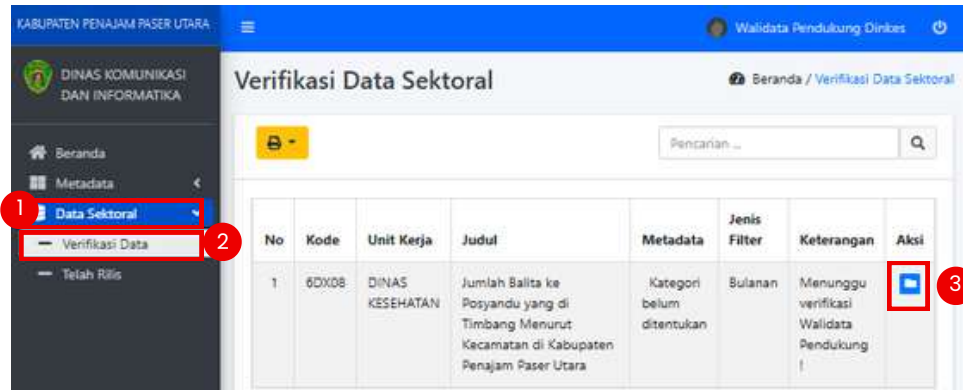 KABUPATEN PENAJAM PASER UTARA
Walidata Pendukung Dinkes
DINAS KOMUNIKASI
DAN INFORMATIKA
Verifikasi Data Sektoral
Beranda / Verifikasi Data Sektoral
Beranda
Metadata
1
Data Sektoral
Verifikasi Data
2
Telah Rilis
Pencarian ...
No Kode Unit Kerja Judul Metadata Jenis Filter Keterangan Aksi
1 6DX08 DINAS Jumlah Balita ke Kategori Bulanan Menunggu
KESEHATAN Posyandu yang di belum verifikasi
Timbang Menurut ditentukan Walidata
Kecamatan di Kabupaten Pendukung
Penajam Paser Utara !
3